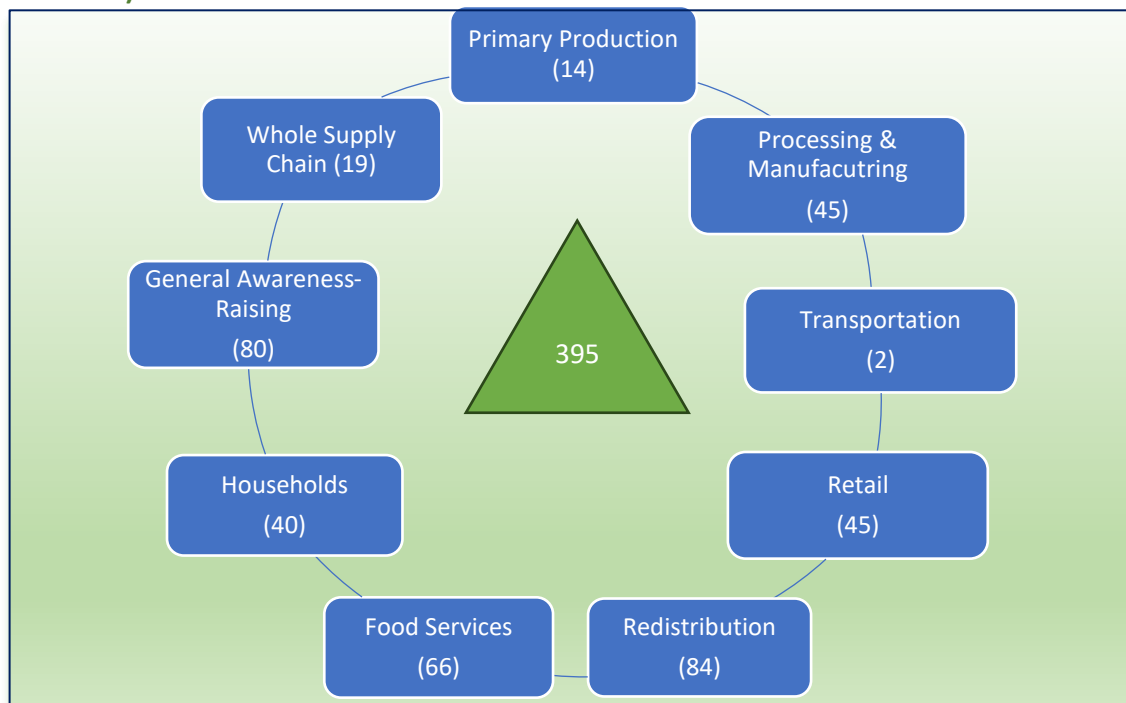 Primary Production
(14)
Processing &
Manufacutring
(45)
Transportation
(2)
Retail
(45)
Redistribution
(84)
Food Services
(66)
Households
(40)
General Awareness-
Raising
(80)
Whole Supply
Chain (19)
395